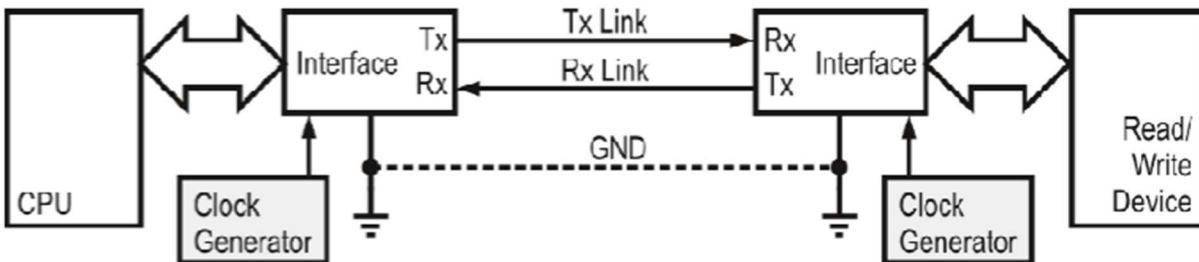 Tx Link
Tx
Rx
Interface
Interface
Rx Link
Rx
Tx
GND
Read/
Write
Device
CPU
Clock
Generator
Clock
Generator